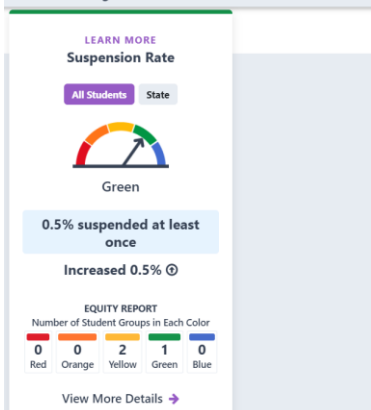 LEARN MORE
Suspension Rate
All Students State
Green
0.5% suspended at least
once
Increased 0.5%
EQUITY REPORT
Number of Student Groups in Each Color
0 0 2 1 0
Red Orange Yellow Green Blue
View More Details